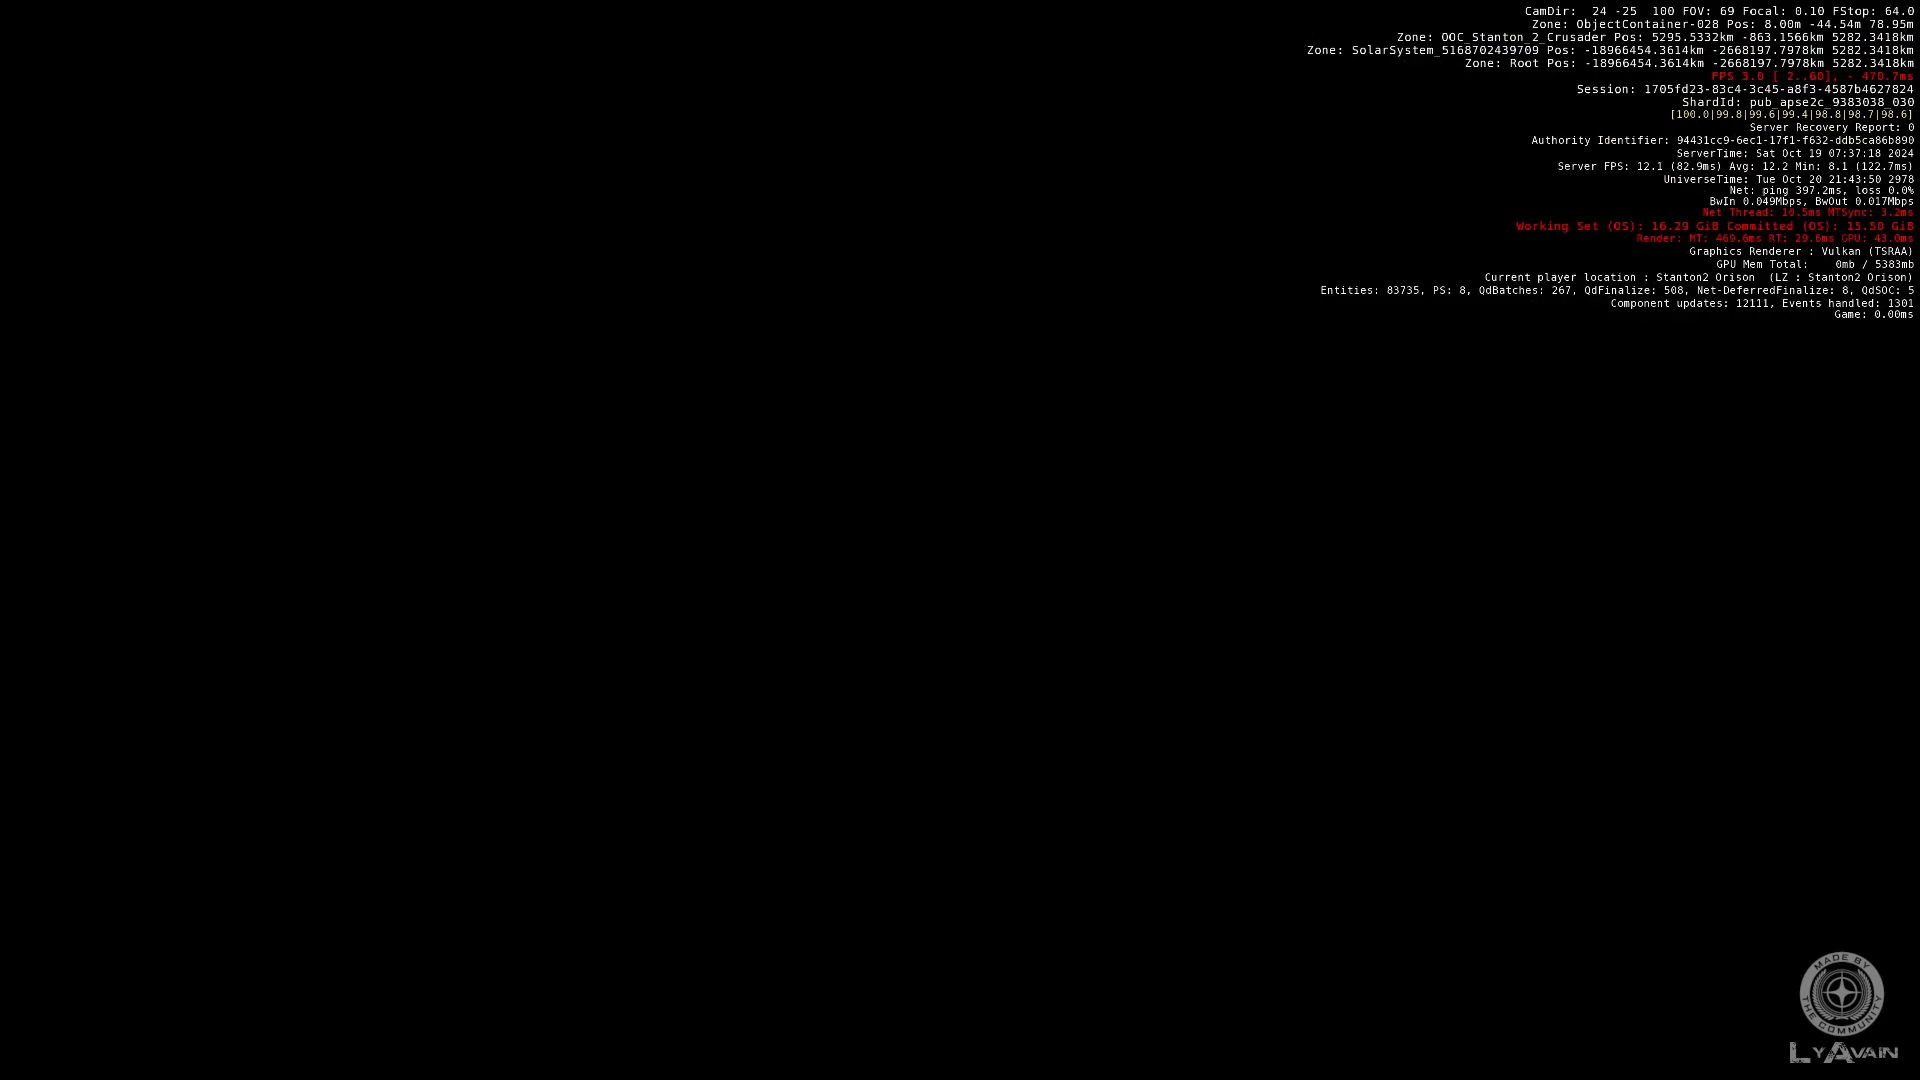 CamDir:  24 -25  100 FOV: 69 Focal: 0.10 FStop: 64.0
Zone: ObjectContainer-028 Pos: 8.00m -44.54m 78.95m
Zone: OOC_Stanton_2_Crusader Pos: 5295.5332km -863.1566km 5282.3418km
Zone: SolarSystem_5168702439709 Pos: -18966454.3614km -2668197.7978km 5282.3418km
Zone: Root Pos: -18966454.3614km -2668197.7978km 5282.3418km
FPS 3.0 [ 2..60], - 470.7ms
Session: 1705fd23-83c4-3c45-a8f3-4587b4627824
ShardId: pub_apse2c_9383038_030
[100.0|99.8|99.6|99.4|98.8|98.7|98.6]
Server Recovery Report: 0
Authority Identifier: 94431cc9-6ec1-17f1-f632-ddb5ca86b890
ServerTime: Sat Oct 19 07:37:18 2024
Server FPS: 12.1 (82.9ms) Avg: 12.2 Min: 8.1 (122.7ms)
UniverseTime: Tue Oct 20 21:43:50 2978
Net: ping 397.2ms, loss 0.0%
BwIn 0.049Mbps, BwOut 0.017Mbps
Net Thread: 16.5ms MTSync: 3.2ms
Working Set (OS): 16.29 GiB Committed (OS): 15.50 GiB
Render: MT: 469.6ms RT: 29.6ms GPU: 43.0ms
Graphics Renderer : Vulkan (TSRAA)
GPU Mem Total:    0mb / 5383mb
Current player location : Stanton2 Orison  (LZ : Stanton2 Orison)
Entities: 83735, PS: 8, QdBatches: 267, QdFinalize: 508, Net-DeferredFinalize: 8, QdSOC: 5
Component updates: 12111, Events handled: 1301
Game: 0.00ms
MADE BY
THE COMMUNITY
LYAVAIN